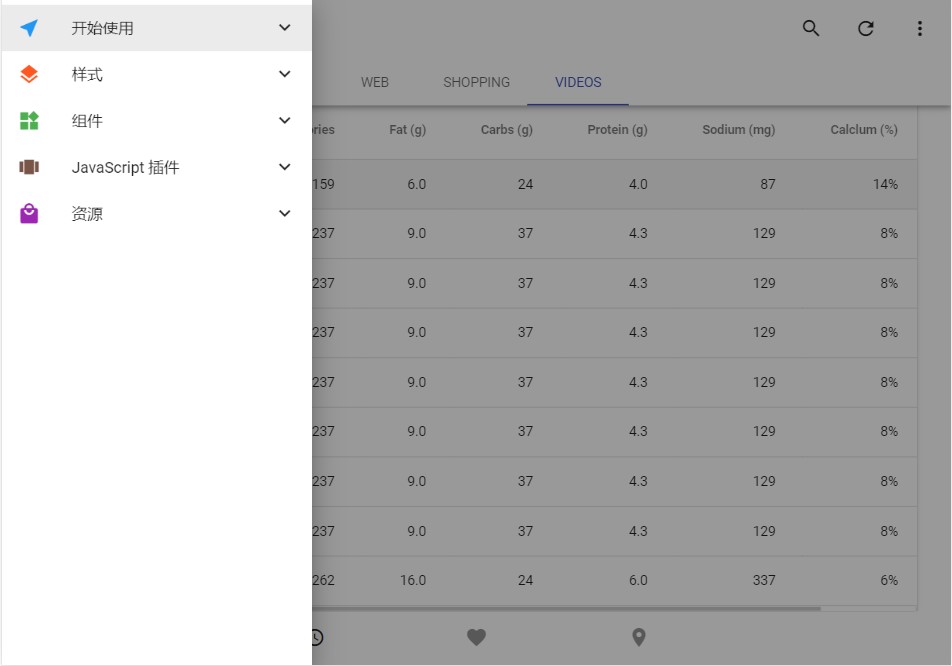 开始使用
样式
组件
JavaScript 插件
资源
WEB SHOPPING VIDEOS
Fat (g) Carbs (g) Protein (g) Sodium (mg) Calclum (%)
159 6.0 24 4.0 87 14%
237 9.0 37 4.3 129 8%
237 9.0 37 4.3 129 8%
237 9.0 37 4.3 129 8%
237 9.0 37 4.3 129 8%
237 9.0 37 4.3 129 8%
237 9.0 37 4.3 129 8%
237 9.0 37 4.3 129 8%
262 16.0 24 6.0 337 6%